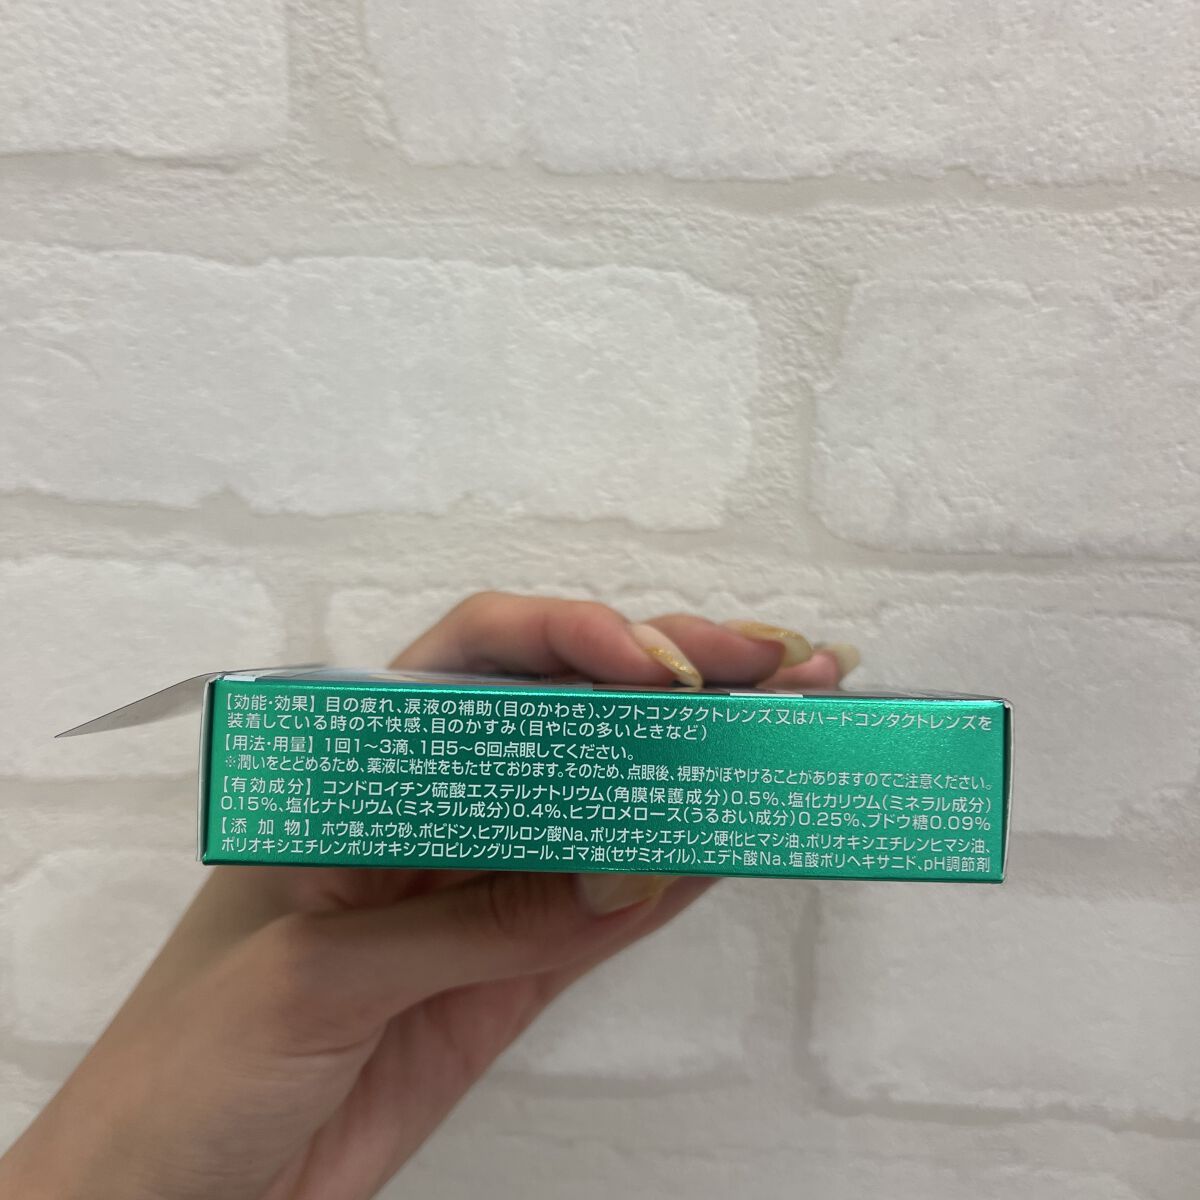 【効能・効果】目の疲れ、涙液の補助(目のかわき)、ソフトコンタクトレンズ又はハードコンタクトレンズを
装着している時の不快感、目のかすみ(目やにの多いときなど)
【用法・用量】1回1～3滴、1日5～6回点眼してください。
※潤いをとどめるため、薬液に粘性をもたせております。そのため、点眼後、視野がぼやけることがありますのでご注意ください。
【有効成分】コンドロイチン硫酸エステルナトリウム(角膜保護成分)0.5%、塩化カリウム(ミネラル成分)
0.15%、塩化ナトリウム(ミネラル成分)0.4%、ヒプロメロース(うるおい成分)0.25%、ブドウ糖0.09%
【添加物】ホウ酸、ホウ砂、ポビドン、ヒアルロン酸Na、ポリオキシエチレン硬化ヒマシ油、ポリオキシエチレンヒマシ油、
ポリオキシエチレンポリオキシプロピレングリコール、ゴマ油(セサミオイル)、エデト酸Na、塩酸ポリヘキサニド、pH調節剤